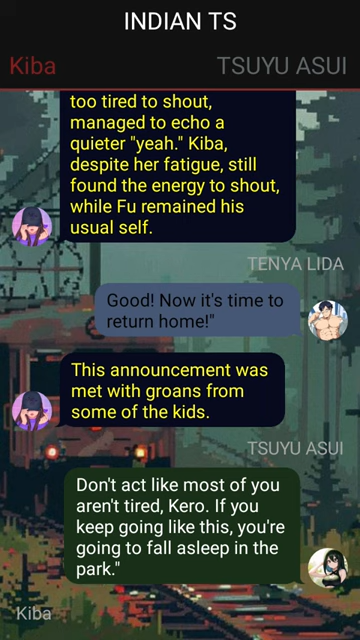 INDIAN TS
Kiba
TSUYU ASUI
too tired to shout,
managed to echo a
quieter "yeah." Kiba,
despite her fatigue, still
found the energy to shout,
while Fu remained his
usual self.
TENYA LIDA
Good! Now it's time to
return home!"
This announcement was
met with groans from
some of the kids.
TSUYU ASUI
Don't act like most of you
aren't tired, Kero. If you
keep going like this, you're
going to fall asleep in the
park."
Kiba